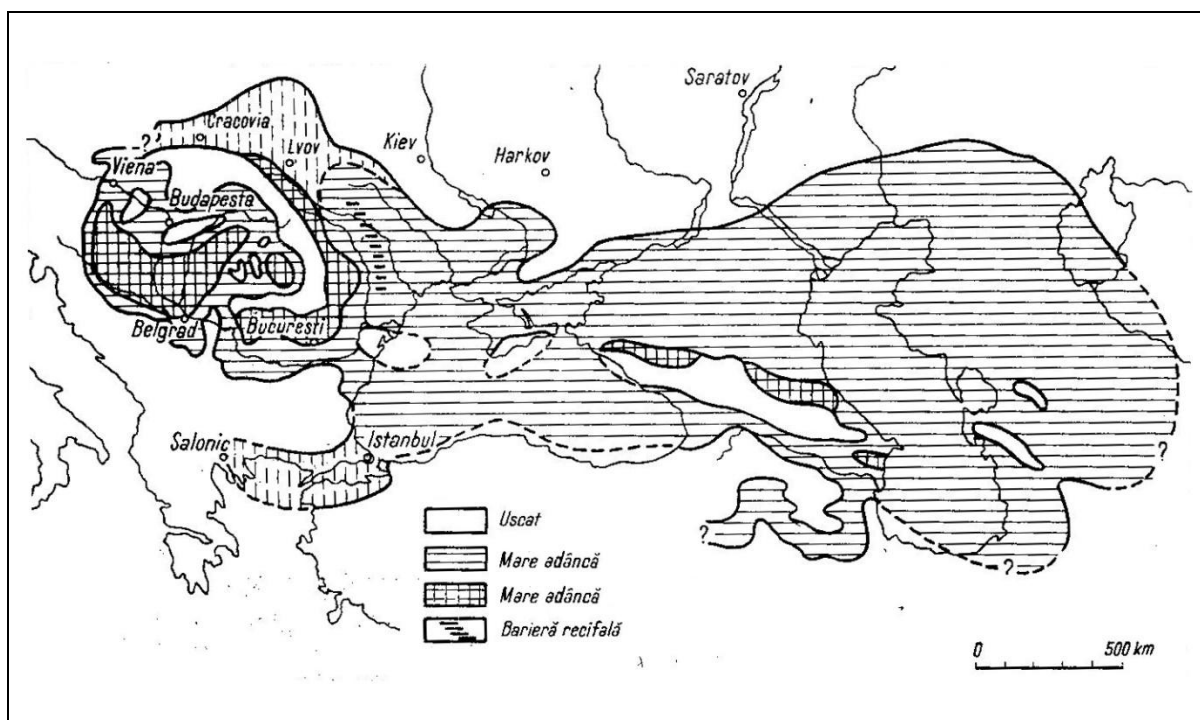 Saratov
Cracovia
?
Lvov
Kiev
Harkov
Viena
Budapesta
Belgrad
București
Salonic
Istanbul
?
?
?
Uscat
Mare adâncă
Mare adâncă
Barieră recifală
0 500 km